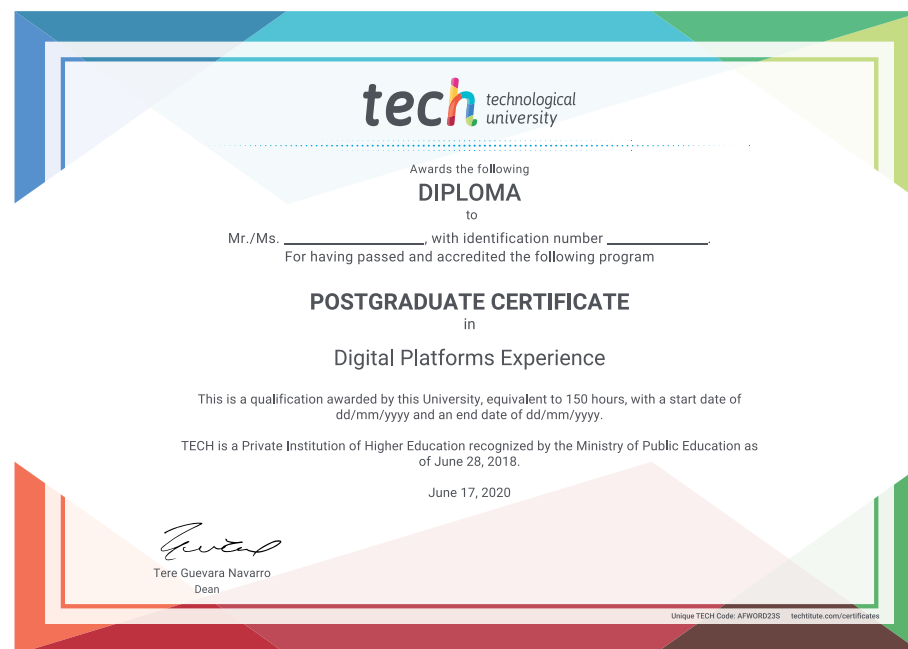 tech technological
university
Awards the following
DIPLOMA
to
Mr./Ms. ____________________, with identification number ______________.
For having passed and accredited the following program
POSTGRADUATE CERTIFICATE
in
Digital Platforms Experience
This is a qualification awarded by this University, equivalent to 150 hours, with a start date of
dd/mm/yyyy and an end date of dd/mm/yyyy.
TECH is a Private Institution of Higher Education recognized by the Ministry of Public Education as
of June 28, 2018.
June 17, 2020
Tere Guevara Navarro
Dean
Unique TECH Code: AFWORD23S techtitute.com/certificates